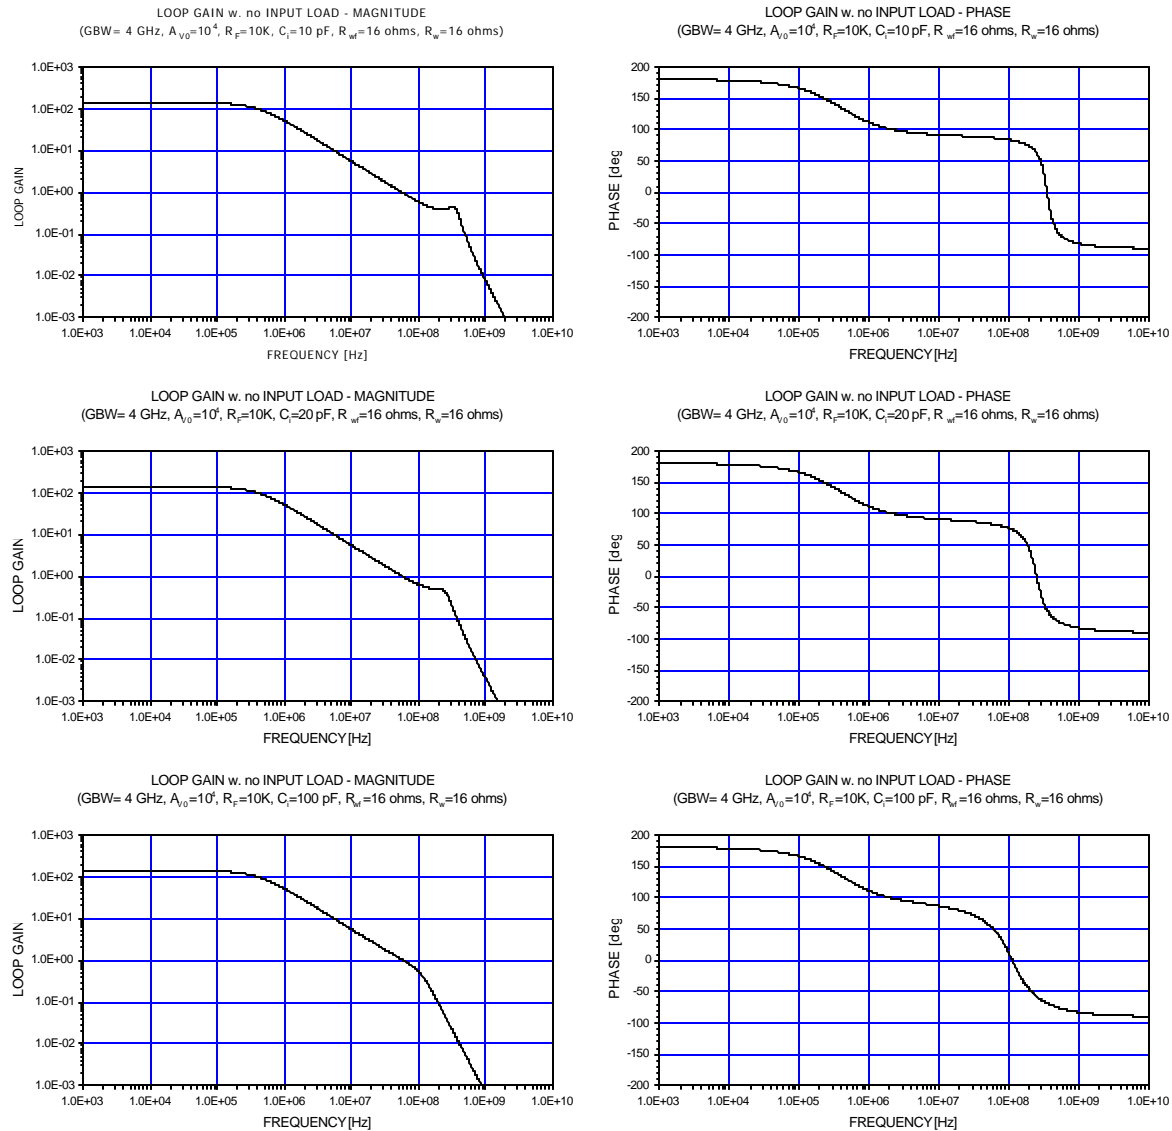 LOOP GAIN w. no INPUT LOAD - MAGNITUDE
(GBW= 4 GHz, AV0=10^4, RF=10K, Ci=10 pF, R wf=16 ohms, Rw=16 ohms)
1.0E+03
1.0E+02
1.0E+01
1.0E+00
1.0E-01
1.0E-02
1.0E-03
LOOP GAIN
1.0E+03 1.0E+04 1.0E+05 1.0E+06 1.0E+07 1.0E+08 1.0E+09 1.0E+10
FREQUENCY [Hz]
LOOP GAIN w. no INPUT LOAD - PHASE
(GBW= 4 GHz, AV0=10^4, RF=10K, Ci=10 pF, R wf=16 ohms, Rw=16 ohms)
200
150
100
50
0
-50
-100
-150
-200
PHASE [deg
1.0E+03 1.0E+04 1.0E+05 1.0E+06 1.0E+07 1.0E+08 1.0E+09 1.0E+10
FREQUENCY [Hz]
LOOP GAIN w. no INPUT LOAD - MAGNITUDE
(GBW= 4 GHz, AV0=10^4, RF=10K, Ci=20 pF, R wf=16 ohms, Rw=16 ohms)
1.0E+03
1.0E+02
1.0E+01
1.0E+00
1.0E-01
1.0E-02
1.0E-03
LOOP GAIN
1.0E+03 1.0E+04 1.0E+05 1.0E+06 1.0E+07 1.0E+08 1.0E+09 1.0E+10
FREQUENCY [Hz]
LOOP GAIN w. no INPUT LOAD - PHASE
(GBW= 4 GHz, AV0=10^4, RF=10K, Ci=20 pF, R wf=16 ohms, Rw=16 ohms)
200
150
100
50
0
-50
-100
-150
-200
PHASE [deg
1.0E+03 1.0E+04 1.0E+05 1.0E+06 1.0E+07 1.0E+08 1.0E+09 1.0E+10
FREQUENCY [Hz]
LOOP GAIN w. no INPUT LOAD - MAGNITUDE
(GBW= 4 GHz, AV0=10^4, RF=10K, Ci=100 pF, Rwf=16 ohms, Rw=16 ohms)
1.0E+03
1.0E+02
1.0E+01
1.0E+00
1.0E-01
1.0E-02
1.0E-03
LOOP GAIN
1.0E+03 1.0E+04 1.0E+05 1.0E+06 1.0E+07 1.0E+08 1.0E+09 1.0E+10
FREQUENCY [Hz]
LOOP GAIN w. no INPUT LOAD - PHASE
(GBW= 4 GHz, AV0=10^4, RF=10K, Ci=100 pF, Rwf=16 ohms, Rw=16 ohms)
200
150
100
50
0
-50
-100
-150
-200
PHASE [deg
1.0E+03 1.0E+04 1.0E+05 1.0E+06 1.0E+07 1.0E+08 1.0E+09 1.0E+10
FREQUENCY [Hz]